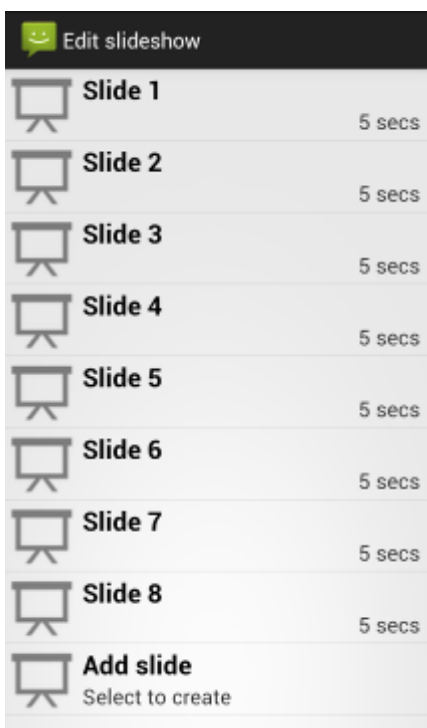 Edit slideshow
Slide 1
5 secs
Slide 2
5 secs
Slide 3
5 secs
Slide 4
5 secs
Slide 5
5 secs
Slide 6
5 secs
Slide 7
5 secs
Slide 8
5 secs
Add slide
Select to create